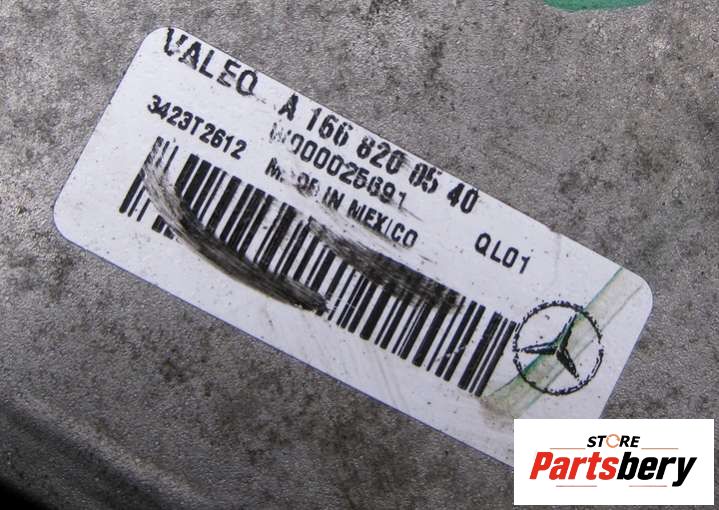 VALEO A 166 820 05 40
3423T2612 W000025691
MADE IN MEXICO QL01
STORE
Partsbery